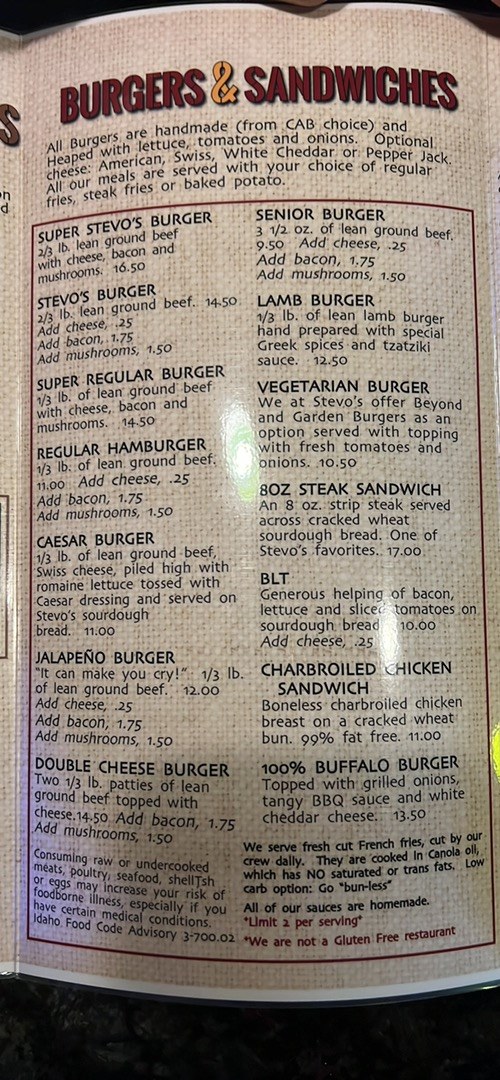 S
n
d
BURGERS & SANDWICHES
All Burgers are handmade (from CAB choice) and
Heaped with lettuce, tomatoes and onions. Optional
cheese: American, Swiss, White Cheddar or Pepper Jack.
All our meals are served with your choice of regular
fries, steak fries or baked potato.
SUPER STEVO'S BURGER
2/3 lb. lean ground beef
with cheese, bacon and
mushrooms. 16.50
STEVO'S BURGER
2/3 lb. lean ground beef. 14.50
Add cheese, .25
Add bacon, 1.75
Add mushrooms, 1.50
SUPER REGULAR BURGER
1/3 lb. of lean ground beef
with cheese, bacon and
mushrooms. 14.50
REGULAR HAMBURGER
1/3 lb. of lean ground beef.
11.00 Add cheese, .25
Add bacon, 1.75
Add mushrooms, 1.50
CAESAR BURGER
1/3 lb. of lean ground beef,
Swiss cheese, piled high with
romaine lettuce tossed with
Caesar dressing and served on
Stevo's sourdough
bread. 11.00
JALAPEÑO BURGER
"It can make you cry!" 1/3 lb.
of lean ground beef. 12.00
Add cheese, .25
Add bacon, 1.75
Add mushrooms, 1.50
DOUBLE CHEESE BURGER
Two 1/3 lb. patties of lean
ground beef topped with
cheese.14.50 Add bacon, 1.75
Add mushrooms, 1.50
Consuming raw or undercooked
meats, poultry, seafood, shellTsh
or eggs may increase your risk of
foodborne illness, especially if you
have certain medical conditions.
Idaho Food Code Advisory 3-700.02
SENIOR BURGER
3 1/2 oz. of lean ground beef.
9.50 Add cheese, .25
Add bacon, 1.75
Add mushrooms, 1.50
LAMB BURGER
1/3 lb. of lean lamb burger
hand prepared with special
Greek spices and tzatziki
sauce. 12.50
VEGETARIAN BURGER
We at Stevo's offer Beyond
and Garden Burgers as an
option served with topping
with fresh tomatoes and
onions. 10.50
8OZ STEAK SANDWICH
An 8 oz. strip steak served
across cracked wheat
sourdough bread. One of
Stevo's favorites. 17.00
BLT
Generous helping of bacon,
lettuce and sliced tomatoes on
sourdough bread 10.00
Add cheese, .25
CHARBROILED CHICKEN
SANDWICH
Boneless charbroiled chicken
breast on a cracked wheat
bun. 99% fat free. 11.00
100% BUFFALO BURGER
Topped with grilled onions,
tangy BBQ sauce and white
cheddar cheese. 13.50
We serve fresh cut French fries, cut by our
crew daily. They are cooked in Canola oil,
which has NO saturated or trans fats. Low
carb option: Go "bun-less"
All of our sauces are homemade.
*Limit 2 per serving*
*We are not a Gluten Free restaurant